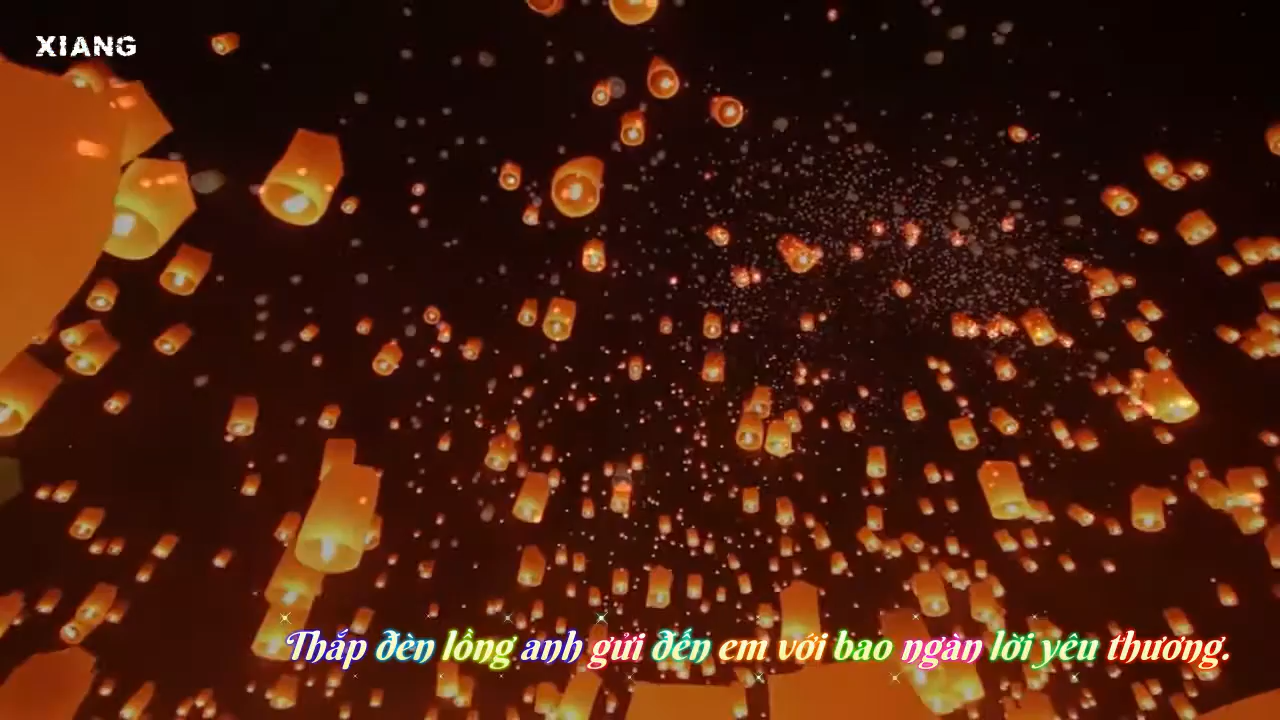 XIANG
Thắp đèn lồng anh gửi đến em với bao ngàn lời yêu thương.